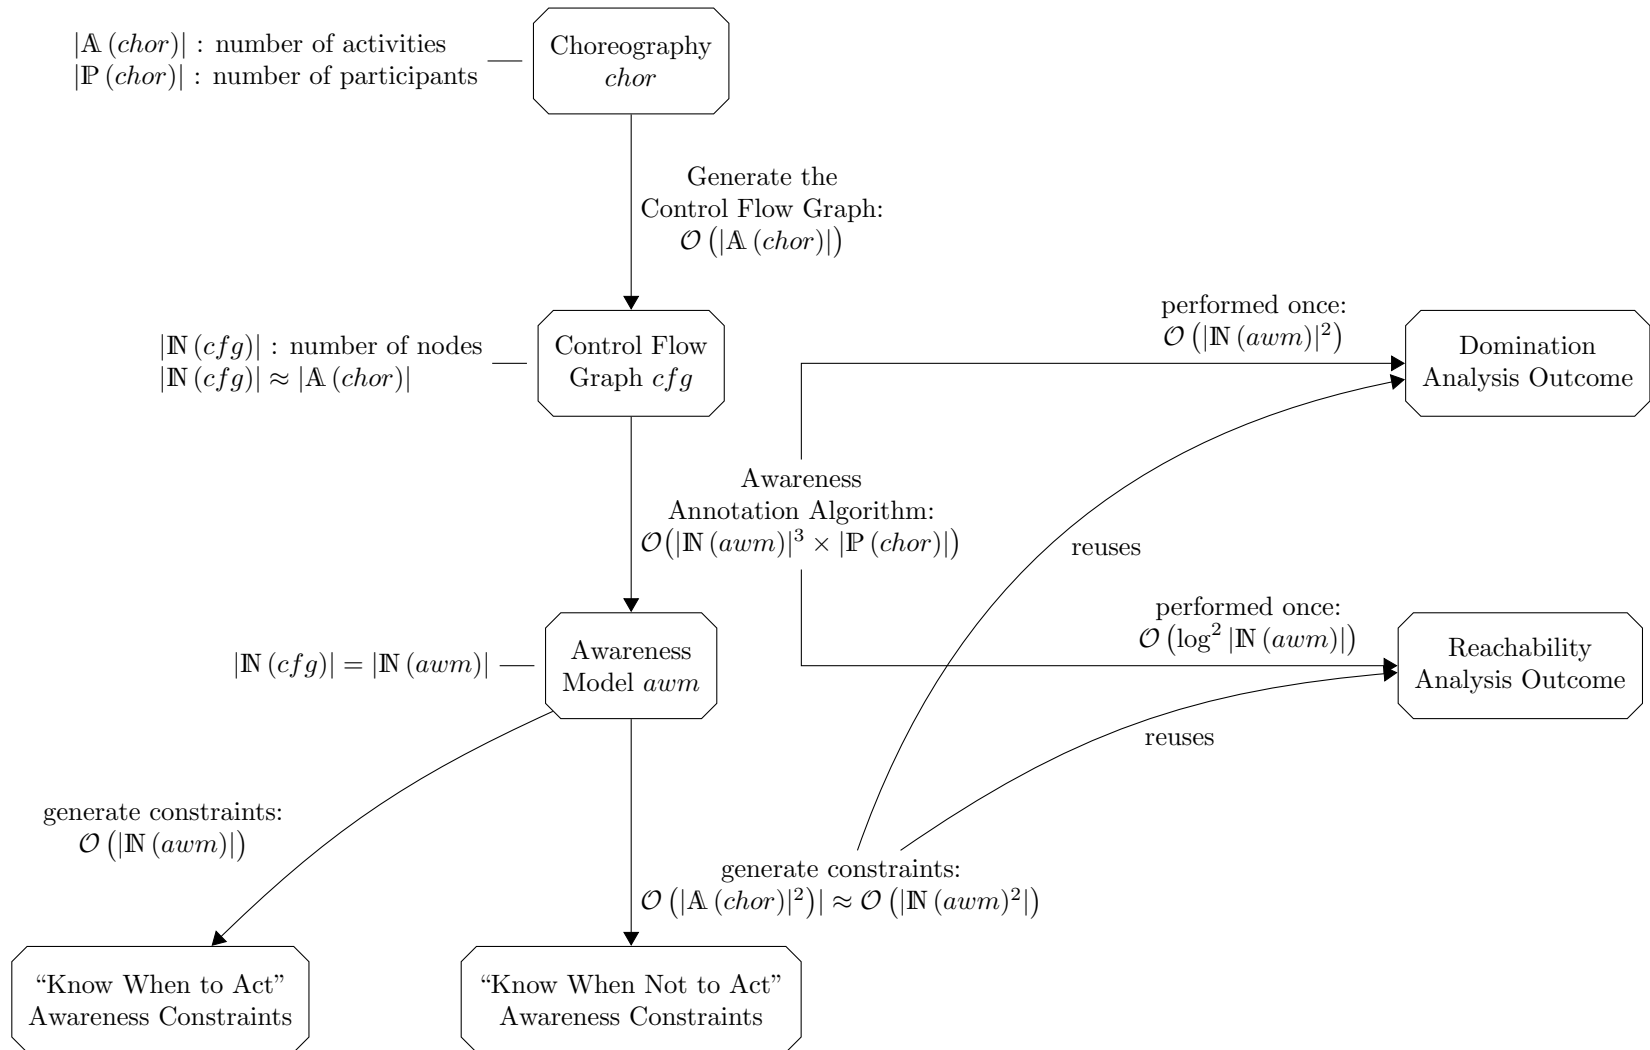 |𝔸 (chor)| : number of activities
|ℙ (chor)| : number of participants
Choreography
chor
Generate the
Control Flow Graph:
𝒪 (|𝔸 (chor)|)
|ℕ (cfg)| : number of nodes
|ℕ (cfg)| ≈ |𝔸 (chor)|
Control Flow
Graph cfg
performed once:
𝒪 (|ℕ (awm)|²)
Domination
Analysis Outcome
Awareness
Annotation Algorithm:
𝒪(|ℕ (awm)|³ × |ℙ (chor)|)
reuses
performed once:
𝒪 (log² |ℕ (awm)|)
Reachability
Analysis Outcome
|ℕ (cfg)| = |ℕ (awm)|
Awareness
Model awm
reuses
generate constraints:
𝒪 (|ℕ (awm)|)
generate constraints:
𝒪 (|𝔸 (chor)|²)| ≈ 𝒪 (|ℕ (awm)²|)
“Know When to Act”
Awareness Constraints
“Know When Not to Act”
Awareness Constraints